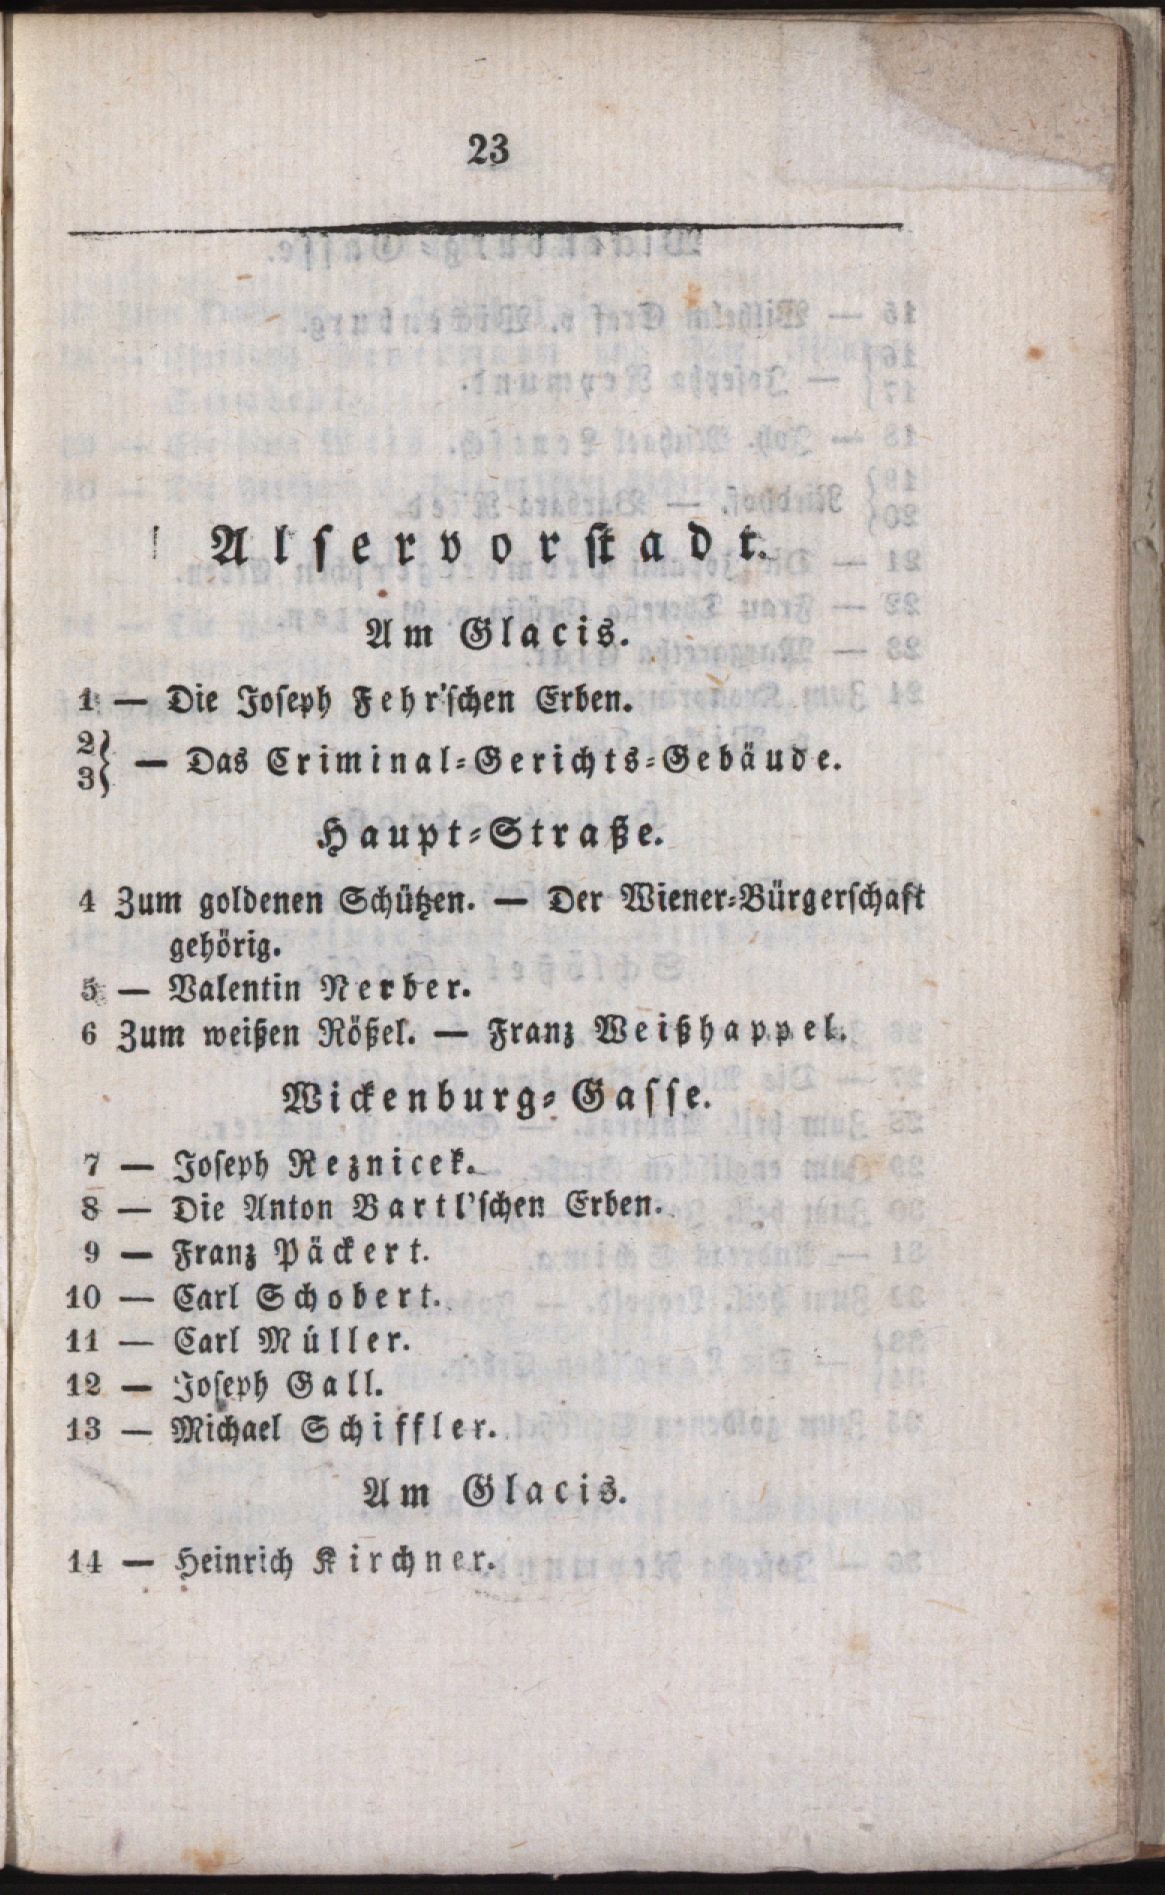 23
Alservorstadt.
Am Glacis.
1 — Die Joseph Fehr'schen Erben.
2
3} — Das Criminal-Gerichts-Gebäude.
Haupt-Straße.
4 Zum goldenen Schützen. — Der Wiener-Bürgerschaft
gehörig.
5 — Valentin Nerber.
6 Zum weißen Rößel. — Franz Weißhappel.
Wickenburg-Gasse.
7 — Joseph Reznicek.
8 — Die Anton Bartl'schen Erben.
9 — Franz Päckert.
10 — Carl Schobert.
11 — Carl Müller.
12 — Joseph Gall.
13 — Michael Schiffler.
Am Glacis.
14 — Heinrich Kirchner.